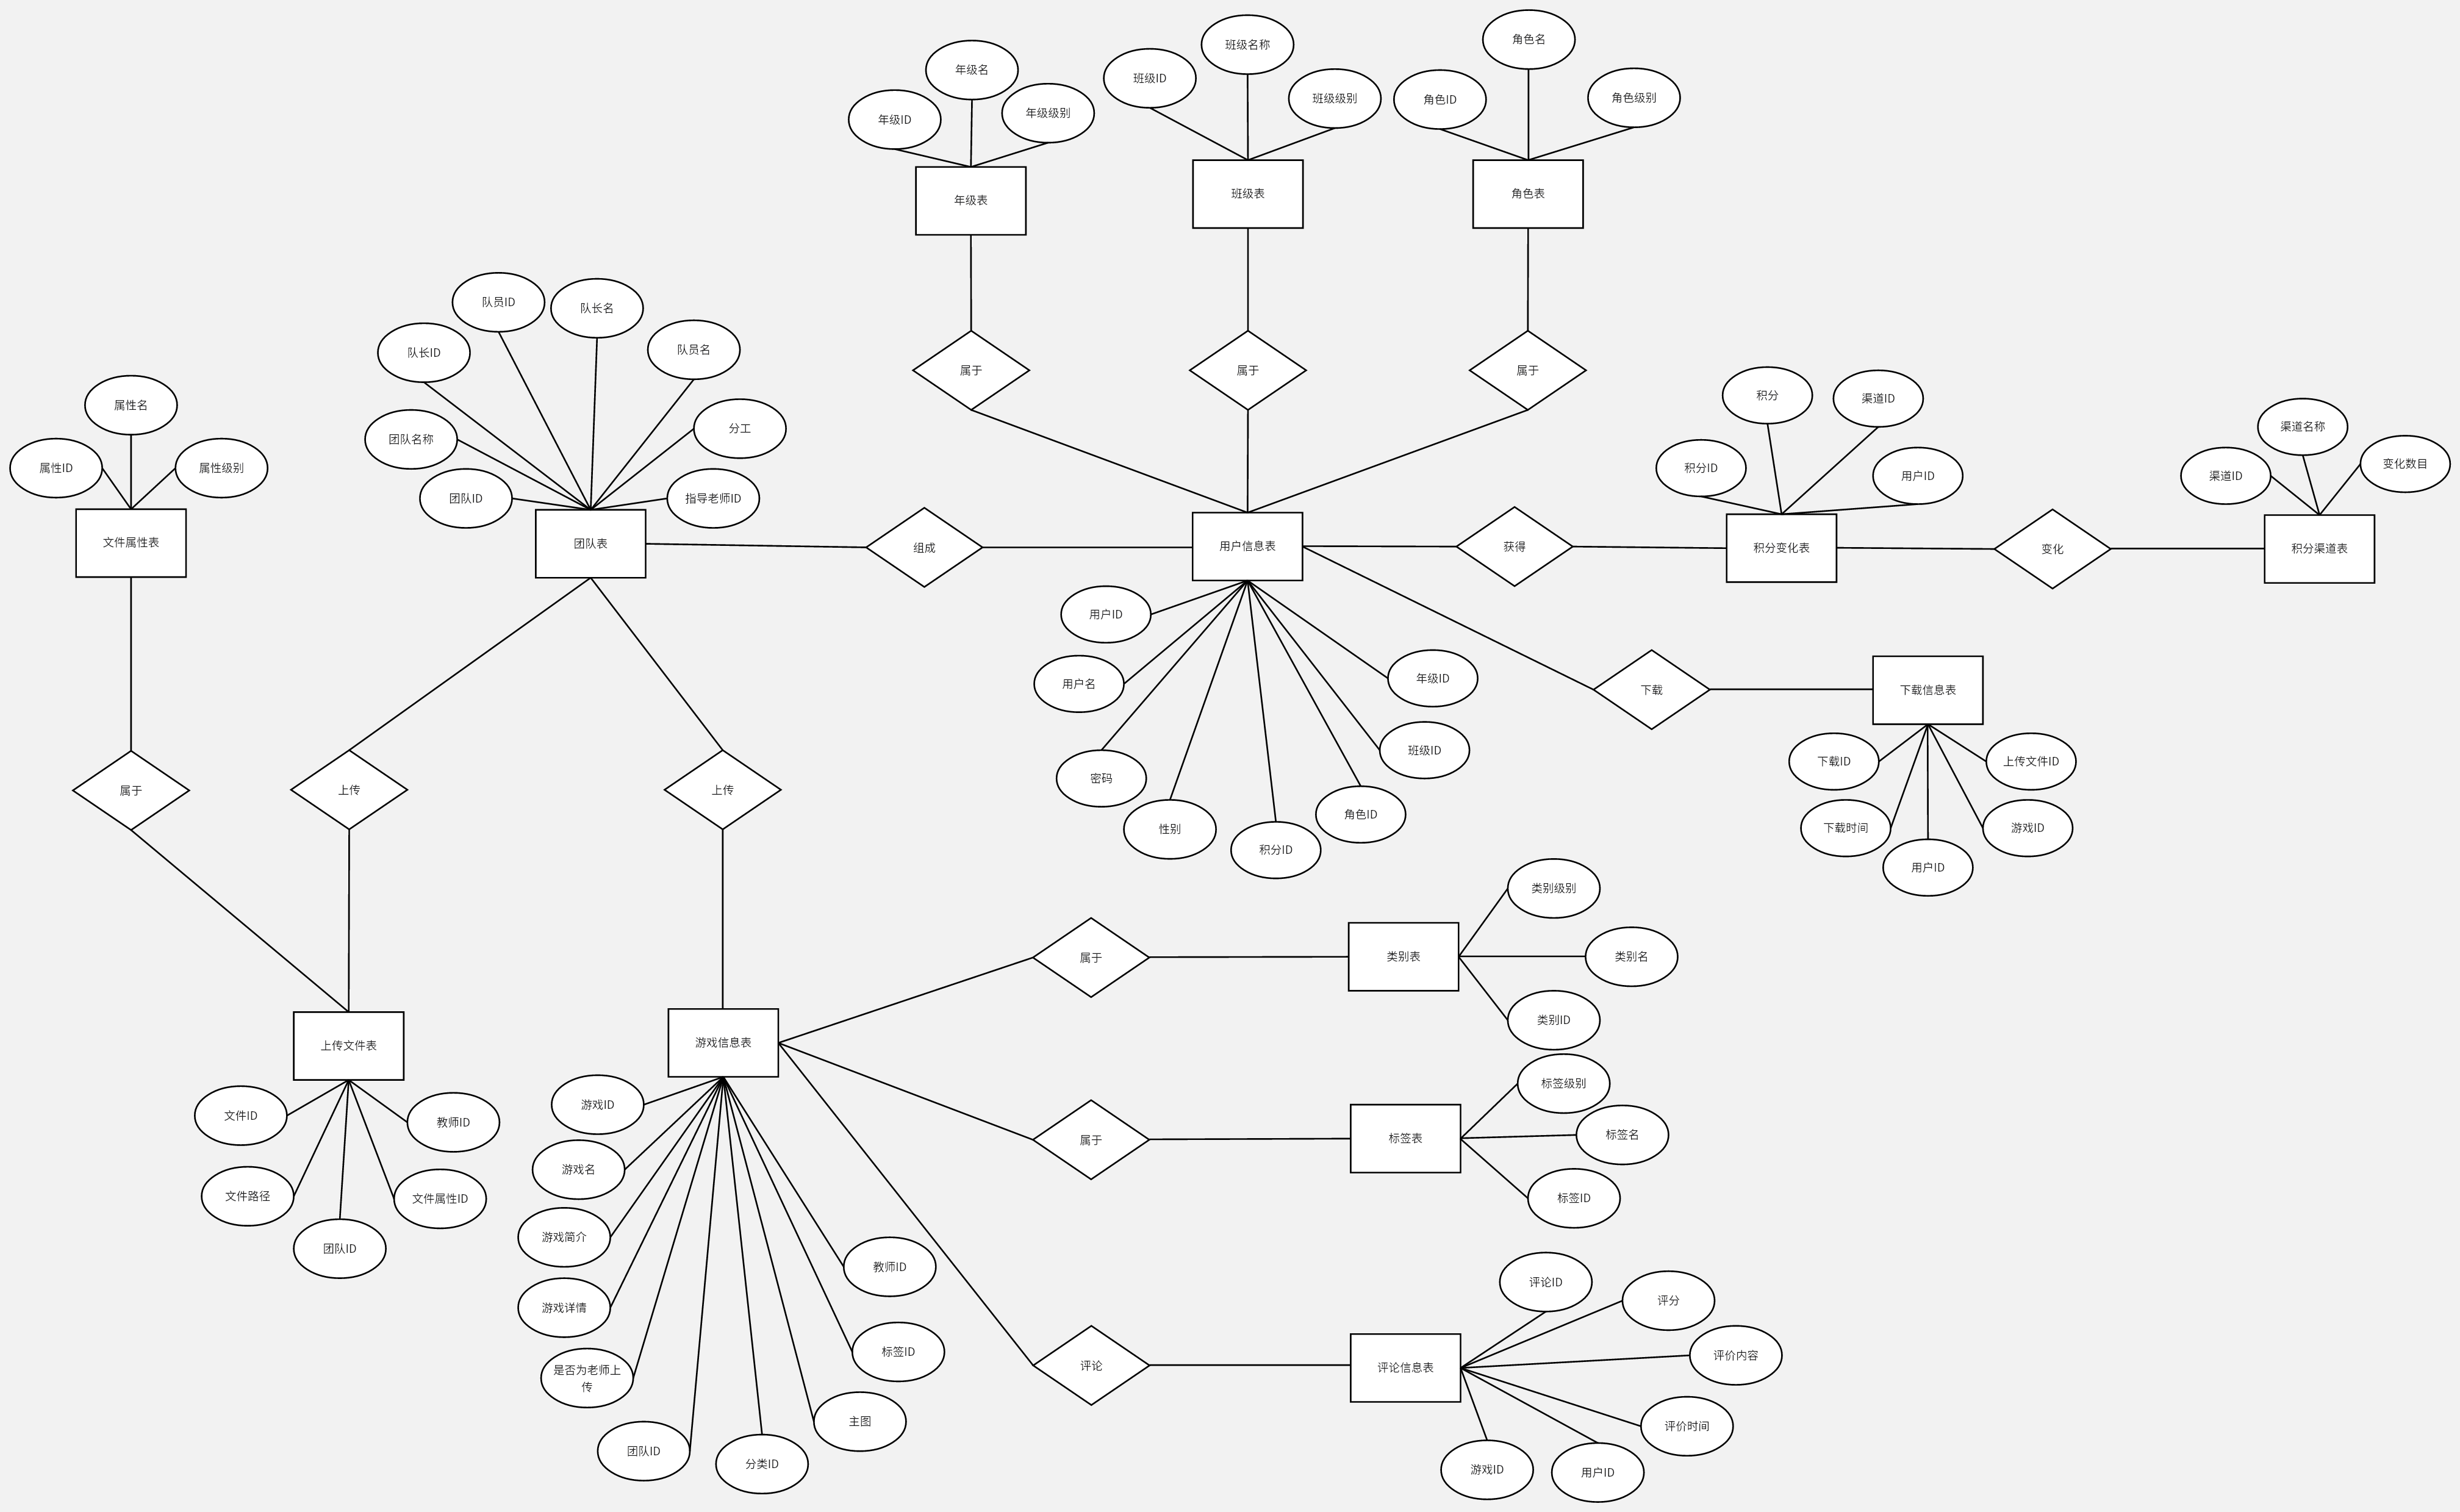 角色名
班级名称
年级名
班级ID
班级级别
角色ID
角色级别
年级ID
年级级别
年级表
班级表
角色表
队员ID
队长名
队长ID
队员名
属于
属于
属于
积分
渠道ID
属性名
团队名称
分工
渠道名称
属性ID
属性级别
团队ID
指导老师ID
积分ID
用户ID
渠道ID
变化数目
文件属性表
团队表
组成
用户信息表
获得
积分变化表
变化
积分渠道表
用户ID
用户名
年级ID
下载
下载信息表
密码
班级ID
下载ID
上传文件ID
属于
上传
上传
性别
积分ID
角色ID
下载时间
游戏ID
用户ID
类别级别
属于
类别表
类别名
类别ID
上传文件表
游戏信息表
标签级别
文件ID
教师ID
游戏ID
属于
标签表
标签名
文件路径
文件属性ID
游戏名
标签ID
团队ID
游戏简介
教师ID
评论ID
游戏详情
评分
是否为老师上
传
标签ID
评论
评论信息表
评价内容
团队ID
分类ID
主图
评价时间
游戏ID
用户ID